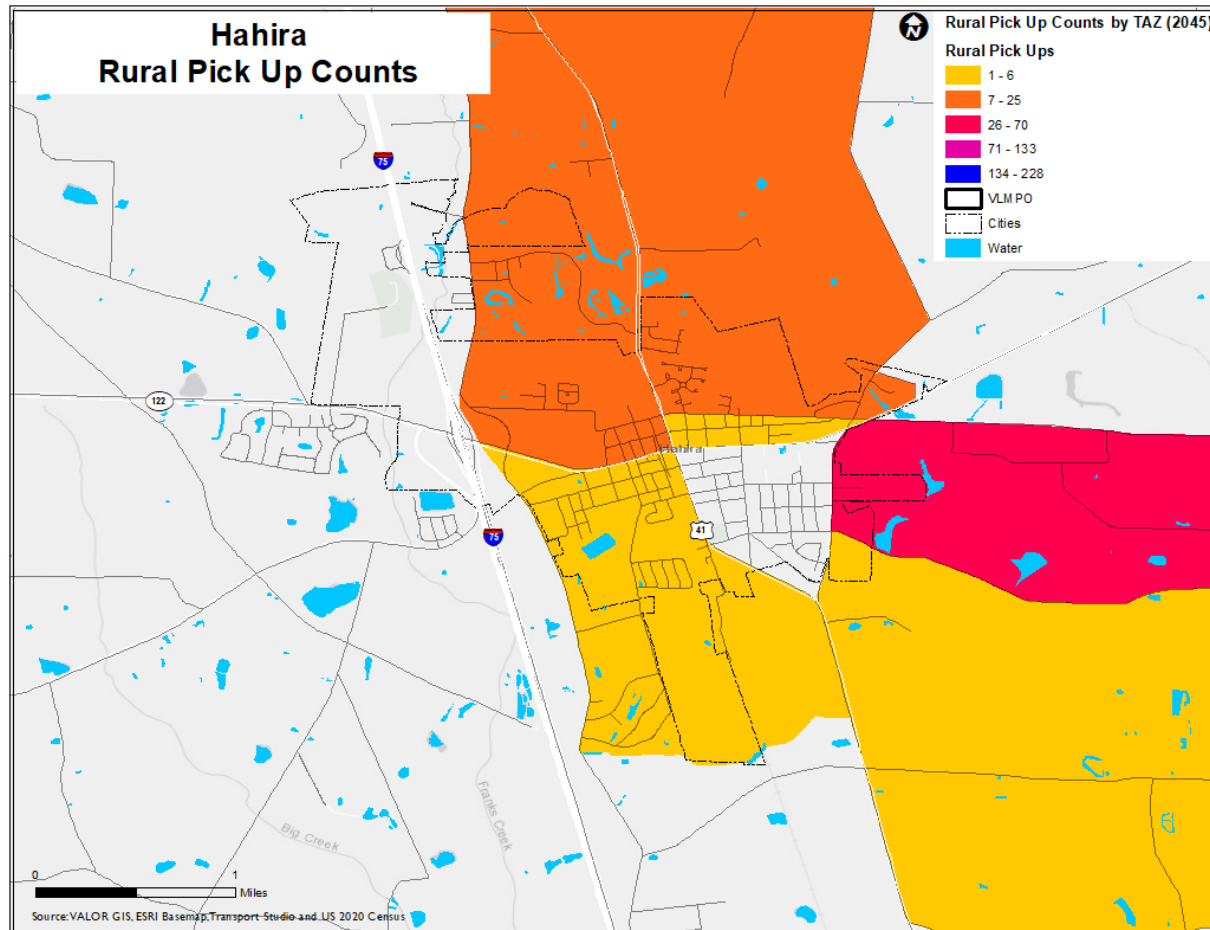 Hahira
Rural Pick Up Counts
N
Rural Pick Up Counts by TAZ (2045)
Rural Pick Ups
1 - 6
7 - 25
26 - 70
71 - 133
134 - 228
VLMPO
Cities
Water
75
122
Hahira
41
75
Franks Creek
Big Creek
0 1
Miles
Source: VALOR GIS, ESRI Basemap, Transport Studio and US 2020 Census